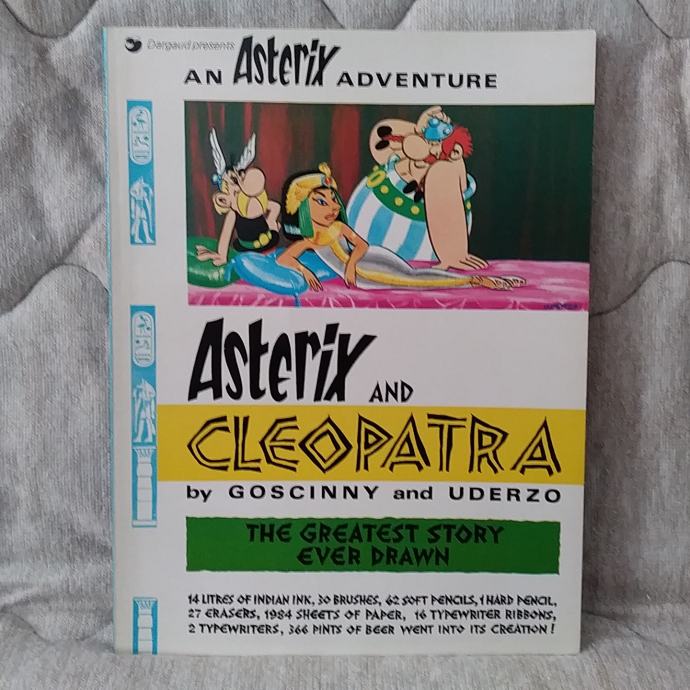 Dargaud presents
AN Asterix ADVENTURE
Asterix AND
CLEOPATRA
by GOSCINNY and UDERZO
THE GREATEST STORY
EVER DRAWN
14 LITRES OF INDIAN INK, 30 BRUSHES, 62 SOFT PENCILS, 1 HARD PENCIL,
27 ERASERS, 1984 SHEETS OF PAPER, 16 TYPEWRITER RIBBONS,
2 TYPEWRITERS, 366 PINTS OF BEER WENT INTO ITS CREATION!